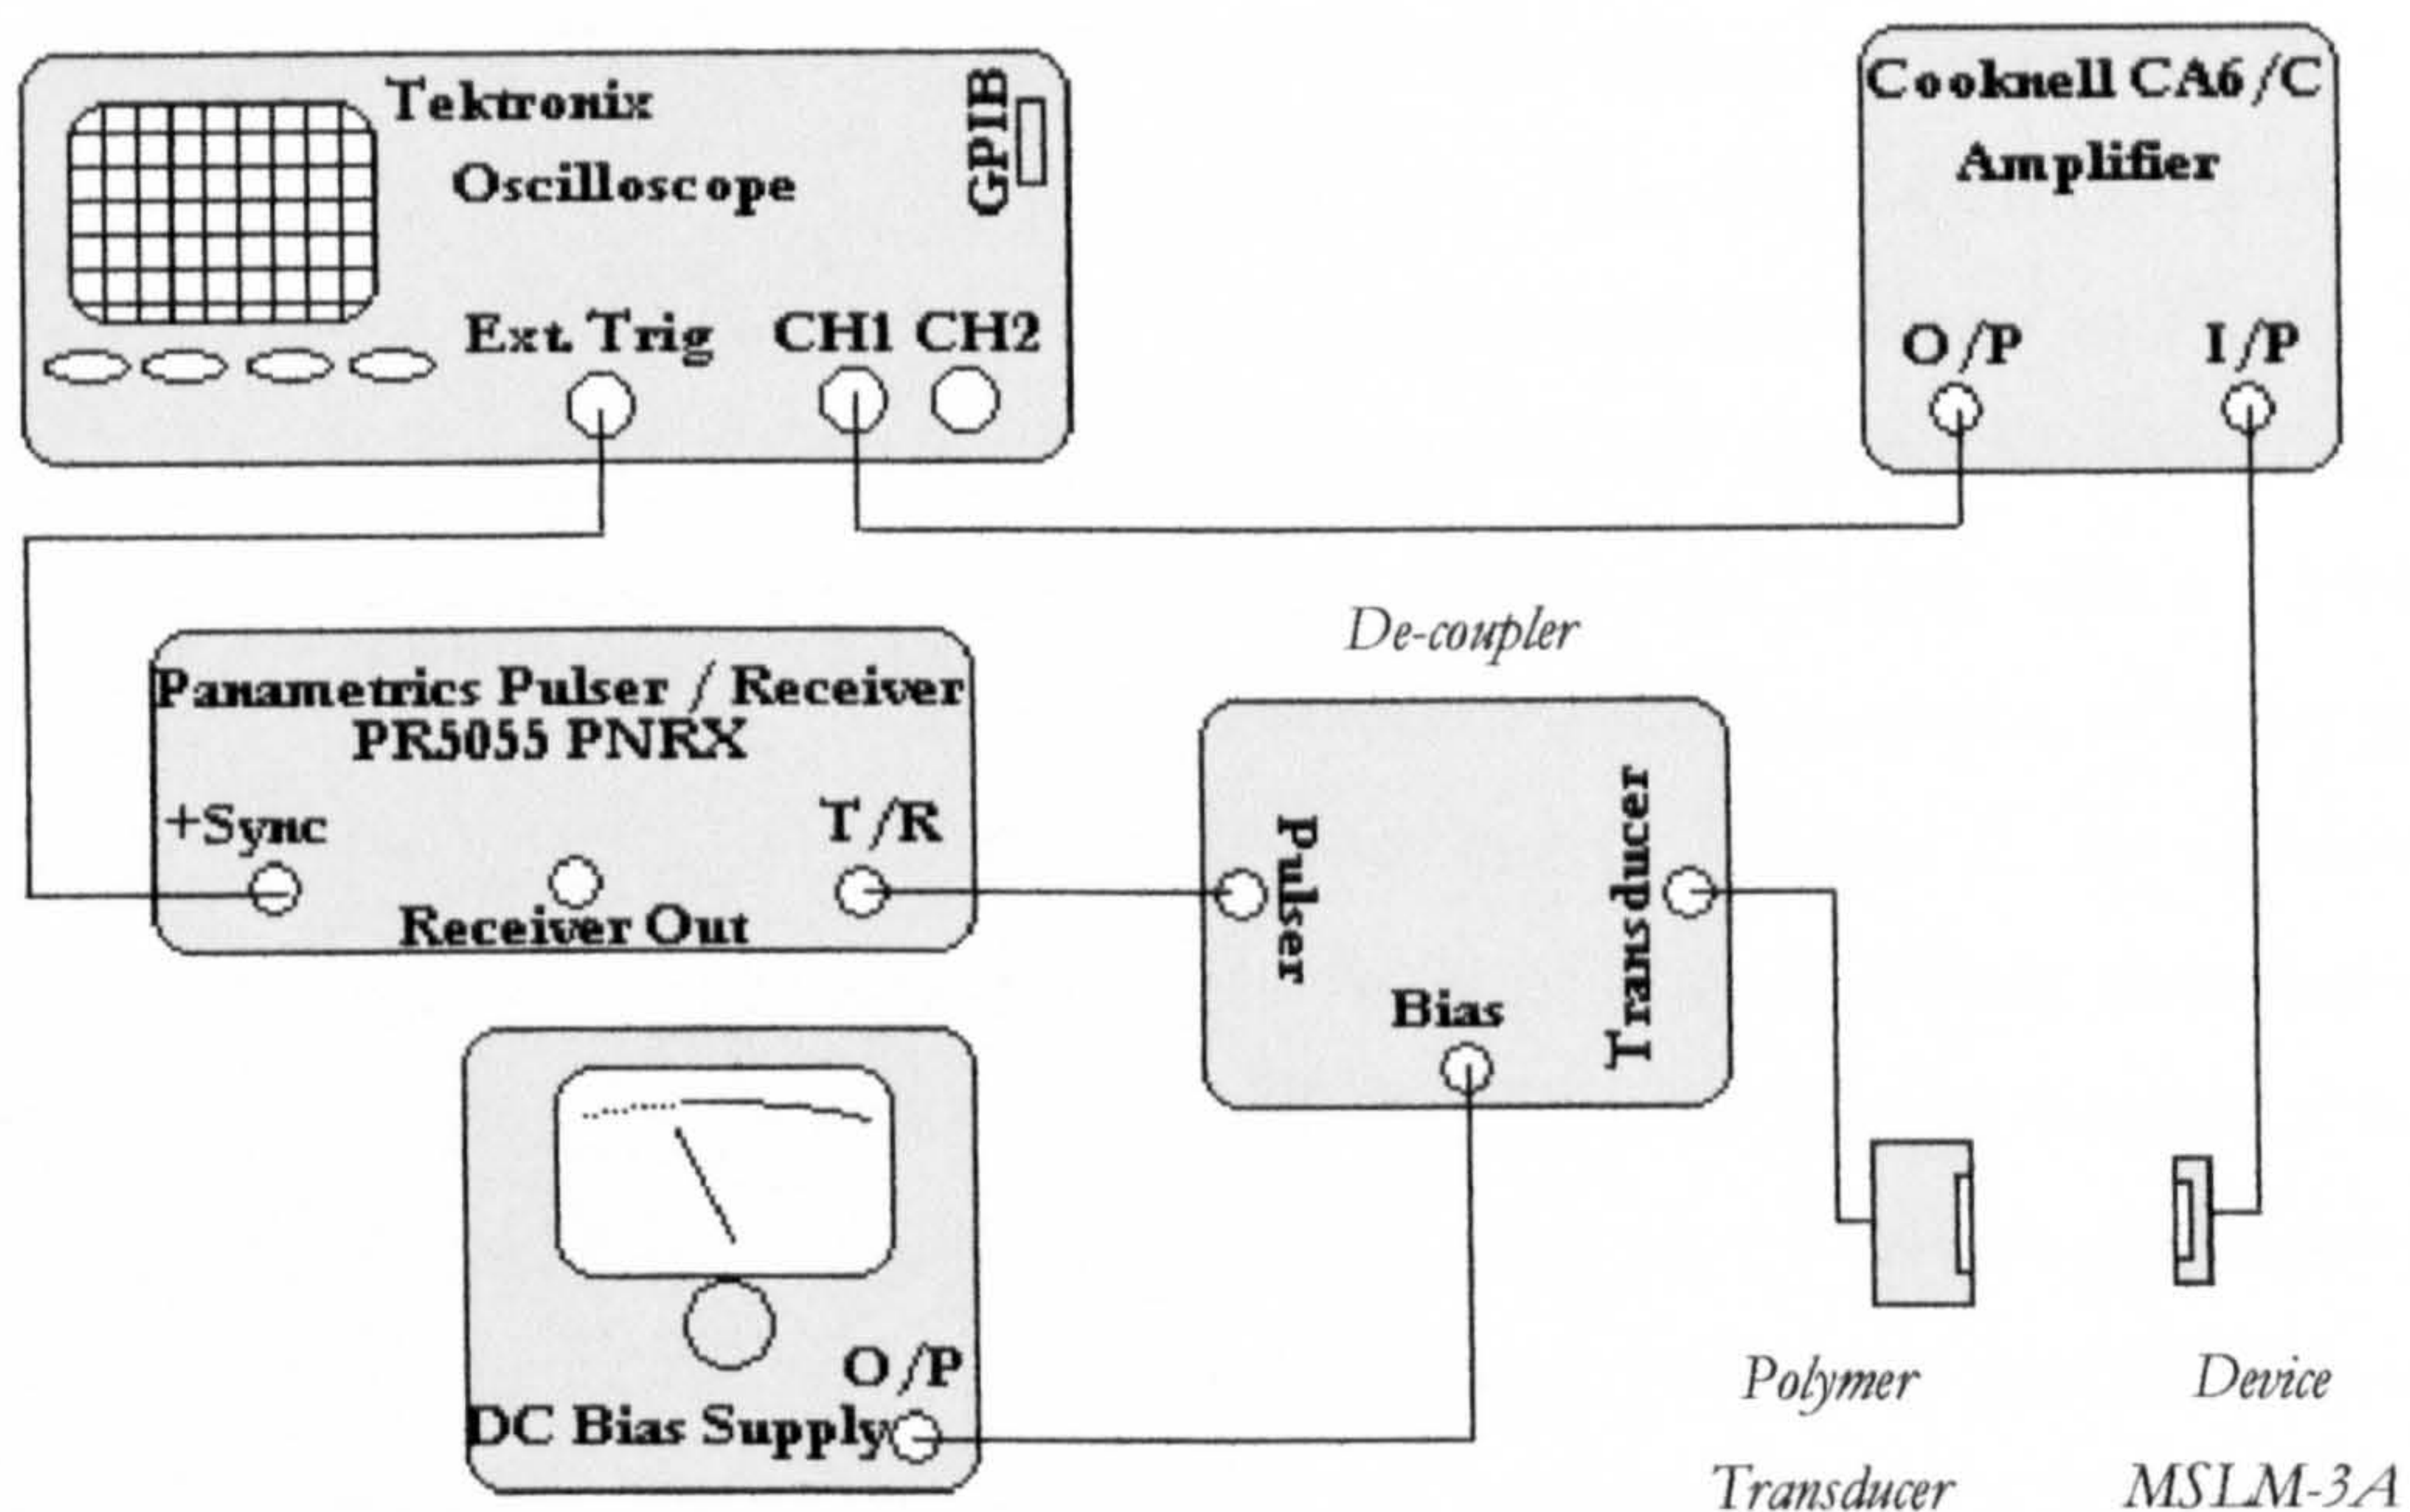 Tektronix
Oscilloscope
GPIB
Ext. Trig
CH1
CH2
Cooknell CA6/C
Amplifier
O/P
I/P
De-coupler
Panametrics Pulser / Receiver
PR5055 PNRX
+Sync
T/R
Receiver Out
Pulser
Transducer
Bias
O/P
DC Bias Supply
Polymer
Transducer
Device
MSLM-3A